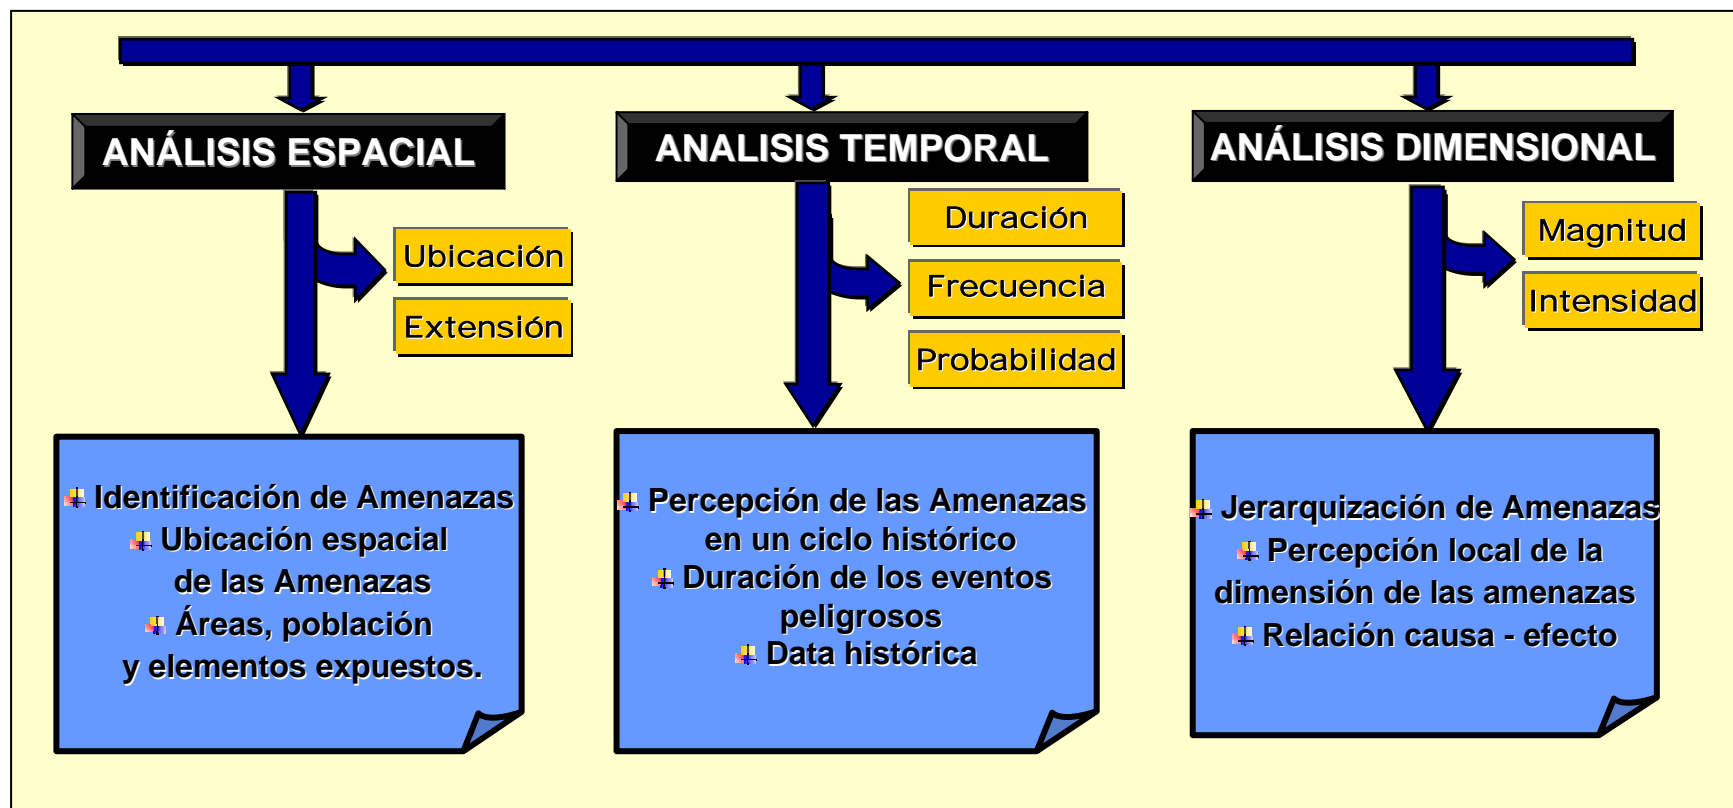 ANÁLISIS ESPACIAL
Ubicación
Extensión
Identificación de Amenazas
Ubicación espacial
de las Amenazas
Áreas, población
y elementos expuestos.
ANALISIS TEMPORAL
Duración
Frecuencia
Probabilidad
Percepción de las Amenazas
en un ciclo histórico
Duración de los eventos
peligrosos
Data histórica
ANÁLISIS DIMENSIONAL
Magnitud
Intensidad
Jerarquización de Amenazas
Percepción local de la
dimensión de las amenazas
Relación causa - efecto